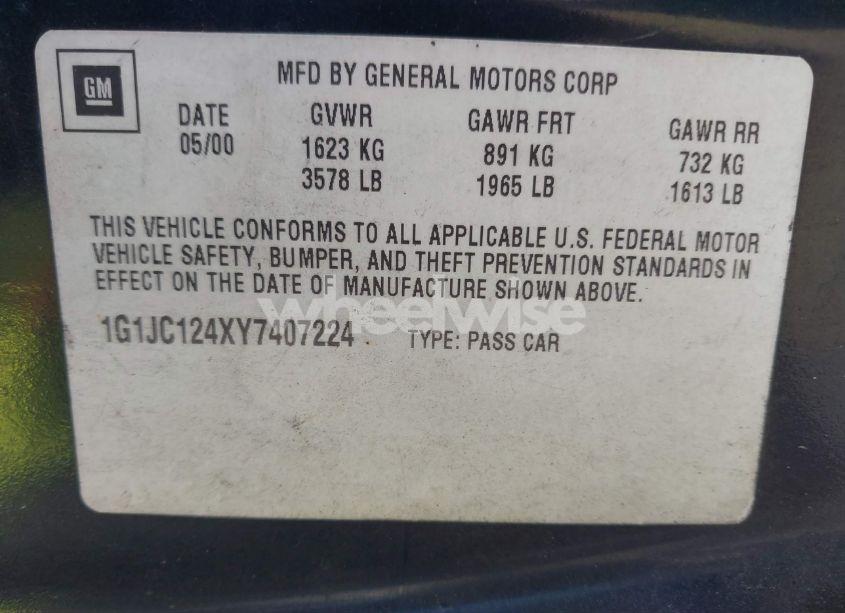 GM
MFD BY GENERAL MOTORS CORP
DATE GVWR GAWR FRT GAWR RR
05/00 1623 KG 891 KG 732 KG
3578 LB 1965 LB 1613 LB
THIS VEHICLE CONFORMS TO ALL APPLICABLE U.S. FEDERAL MOTOR
VEHICLE SAFETY, BUMPER, AND THEFT PREVENTION STANDARDS IN
EFFECT ON THE DATE OF MANUFACTURE SHOWN ABOVE.
wheelwise
1G1JC124XY7407224 TYPE: PASS CAR